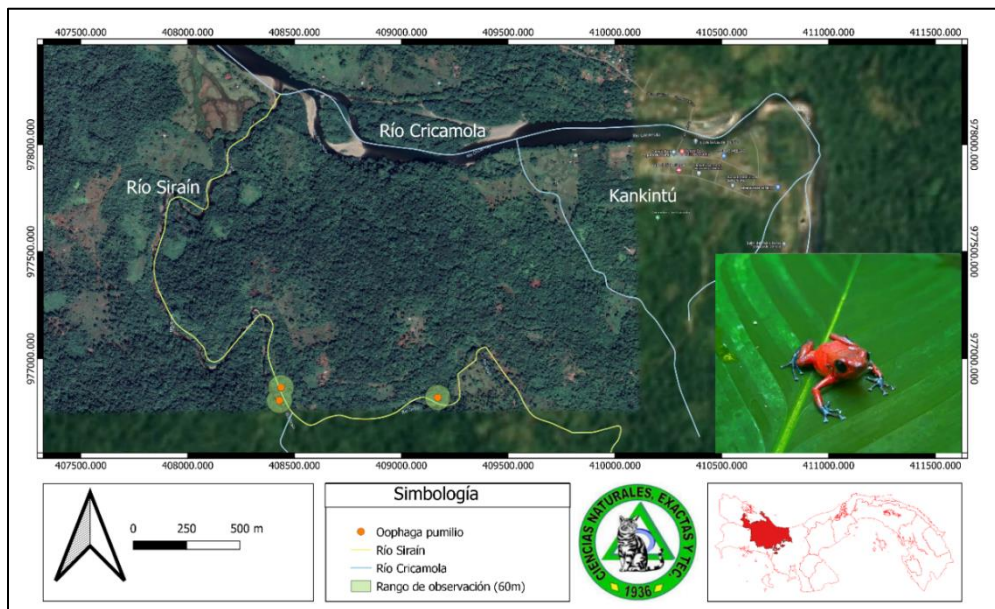 407500.000 408000.000 408500.000 409000.000 409500.000 410000.000 410500.000 411000.000 411500.000
978000.000
977500.000
977000.000
978000.000
977500.000
977000.000
Río Cricamola
Río Siraín
Kankintú
407500.000 408000.000 408500.000 409000.000 409500.000 410000.000 410500.000 411000.000 411500.000
0 250 500 m
Simbología
Oophaga pumilio
Río Siraín
Río Cricamola
Rango de observación (60m)
CIENCIAS NATURALES, EXACTAS Y TEC.
1936